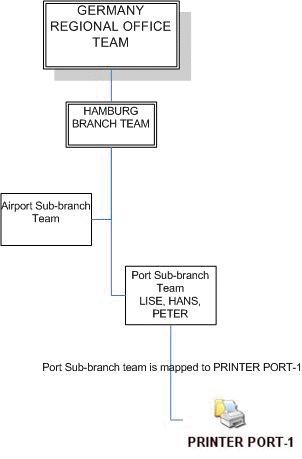 GERMANY
REGIONAL OFFICE
TEAM
HAMBURG
BRANCH TEAM
Airport Sub-branch
Team
Port Sub-branch
Team
LISE, HANS,
PETER
Port Sub-branch team is mapped to PRINTER PORT-1
PRINTER PORT-1